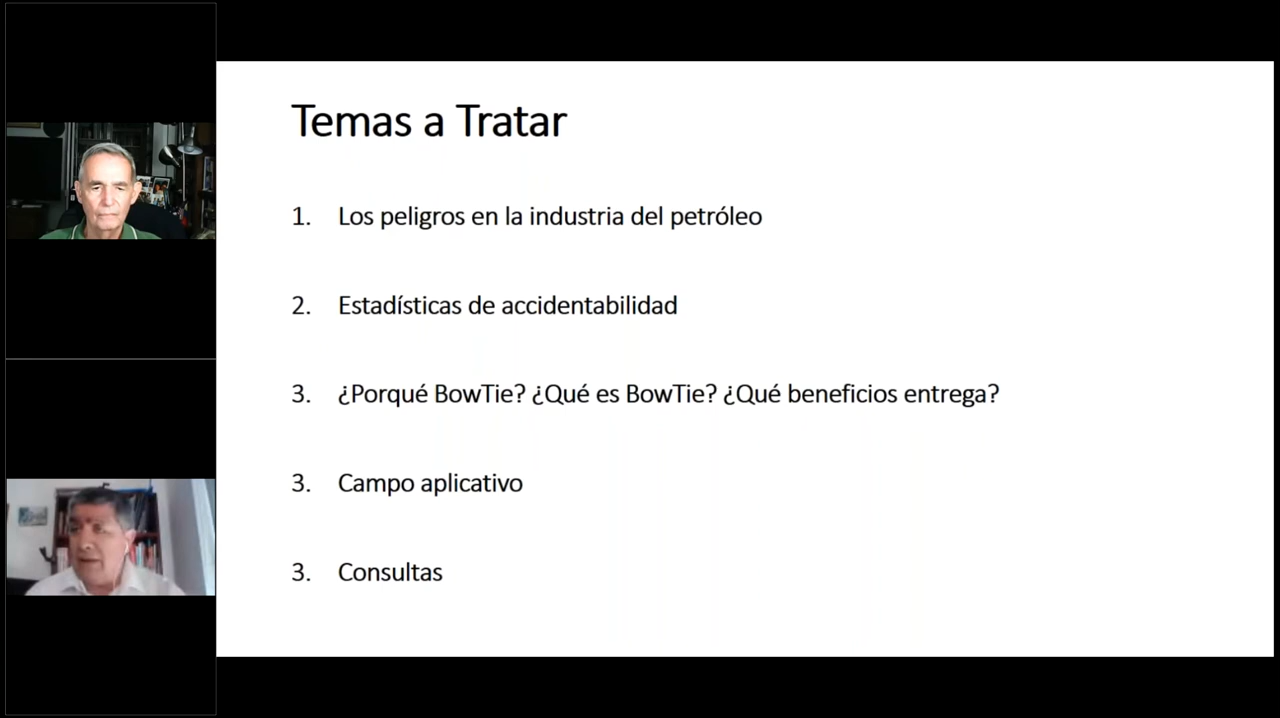 Temas a Tratar
1. Los peligros en la industria del petróleo
2. Estadísticas de accidentabilidad
3. ¿Porqué BowTie? ¿Qué es BowTie? ¿Qué beneficios entrega?
3. Campo aplicativo
3. Consultas